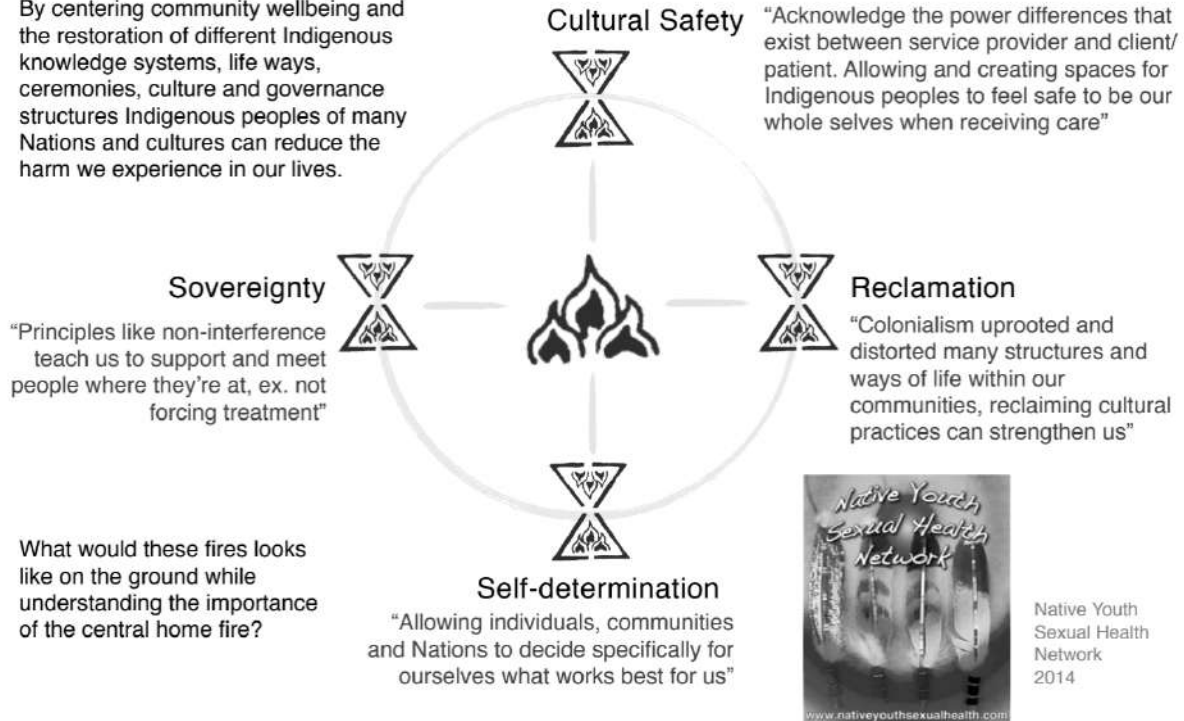 By centering community wellbeing and
the restoration of different Indigenous
knowledge systems, life ways,
ceremonies, culture and governance
structures Indigenous peoples of many
Nations and cultures can reduce the
harm we experience in our lives.
Cultural Safety
“Acknowledge the power differences that
exist between service provider and client/
patient. Allowing and creating spaces for
Indigenous peoples to feel safe to be our
whole selves when receiving care”
Sovereignty
“Principles like non-interference
teach us to support and meet
people where they’re at, ex. not
forcing treatment”
Reclamation
“Colonialism uprooted and
distorted many structures and
ways of life within our
communities, reclaiming cultural
practices can strengthen us”
What would these fires looks
like on the ground while
understanding the importance
of the central home fire?
Self-determination
“Allowing individuals, communities
and Nations to decide specifically for
ourselves what works best for us”
Native Youth
Sexual Health
Network
www.nativeyouthsexualhealth.com
Native Youth
Sexual Health
Network
2014